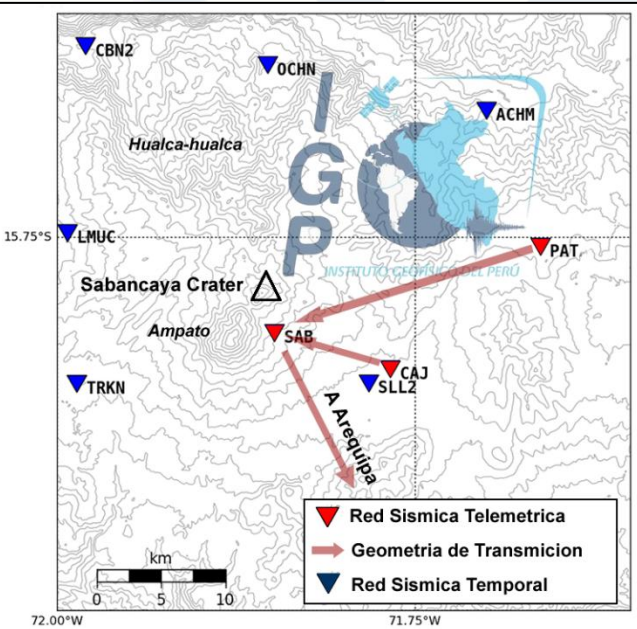 CBN2
OCHN
ACHM
Hualca-hualca
IGP
LMUC
15.75°S
PAT
INSTITUTO GEOFÍSICO DEL PERÚ
Sabancaya Crater
Ampato
SAB
CAJ
SLL2
TRKN
A Arequipa
Red Sismica Telemetrica
Geometria de Transmicion
Red Sismica Temporal
km
0 5 10
72.00°W 71.75°W